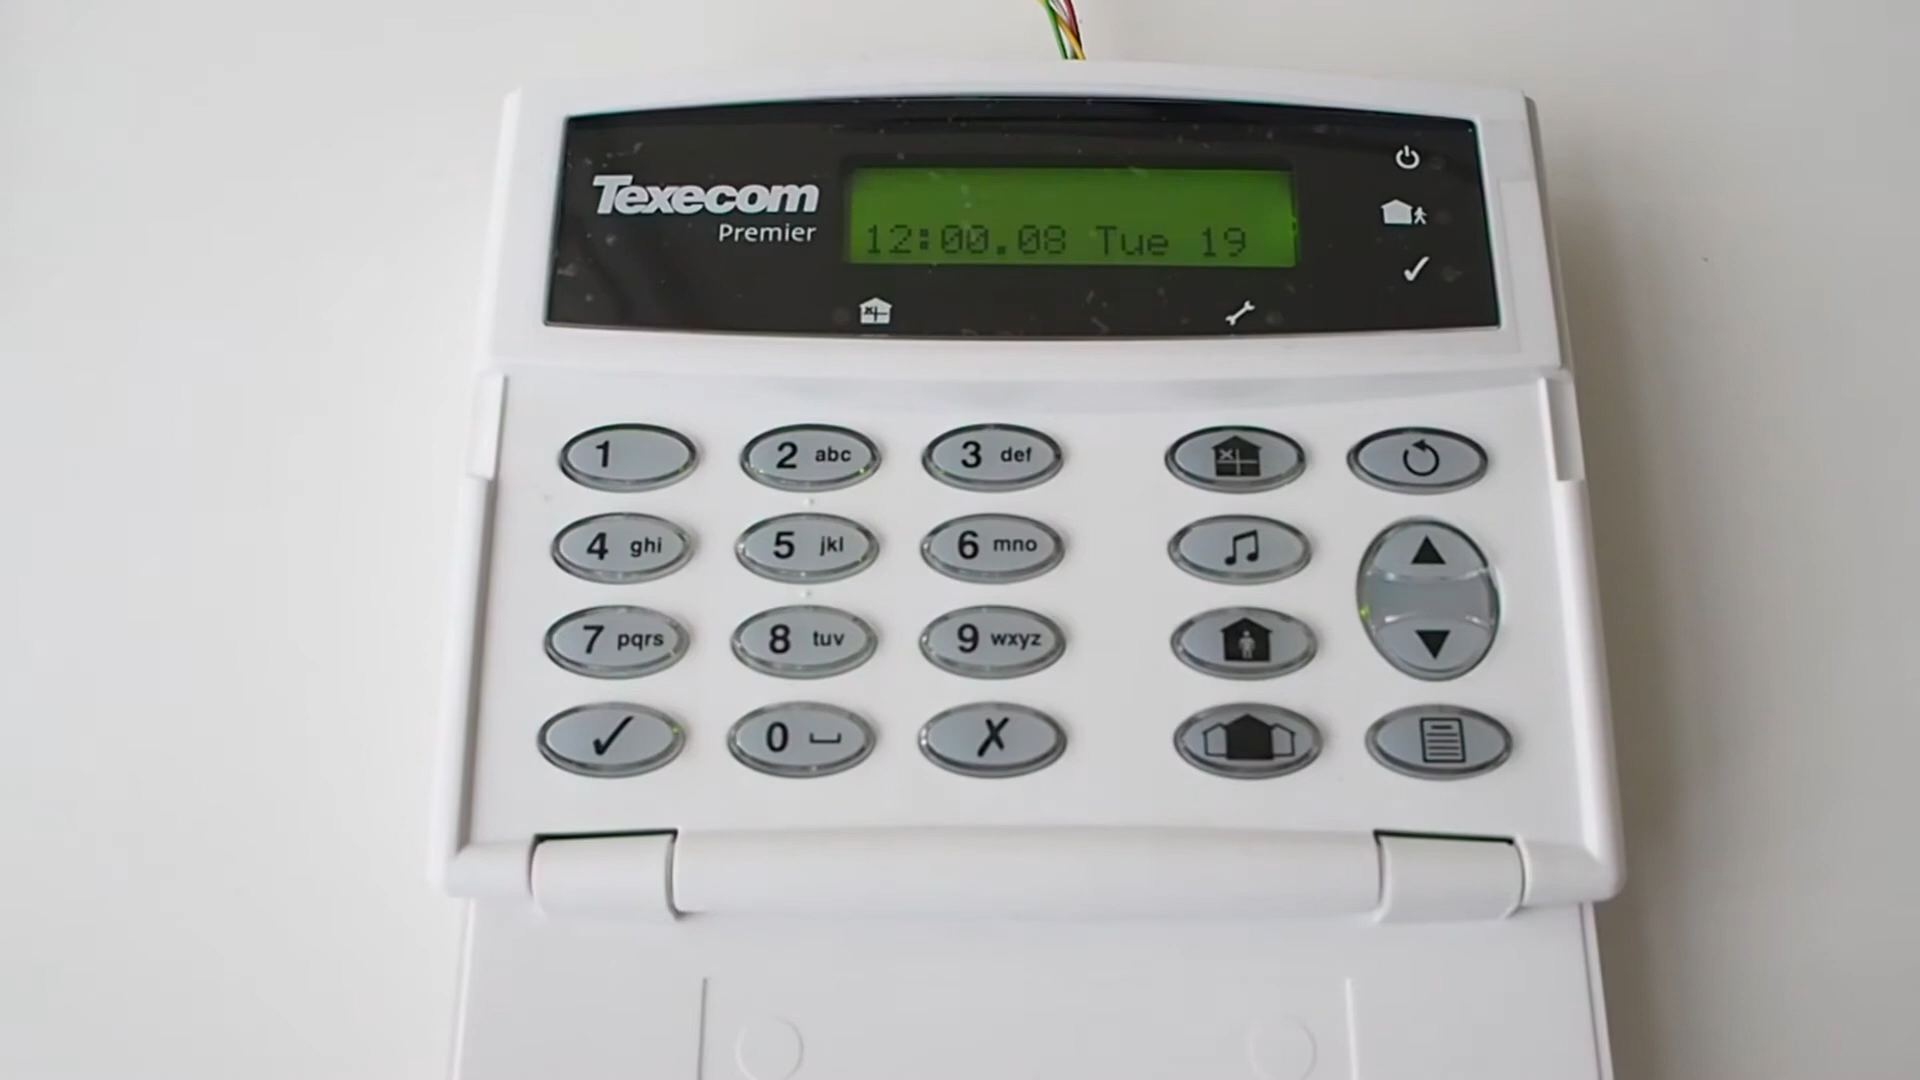 Texecom
Premier
12:00.08 Tue 19
1
2 abc
3 def
4 ghi
5 jkl
6 mno
7 pqrs
8 tuv
9 wxyz
0